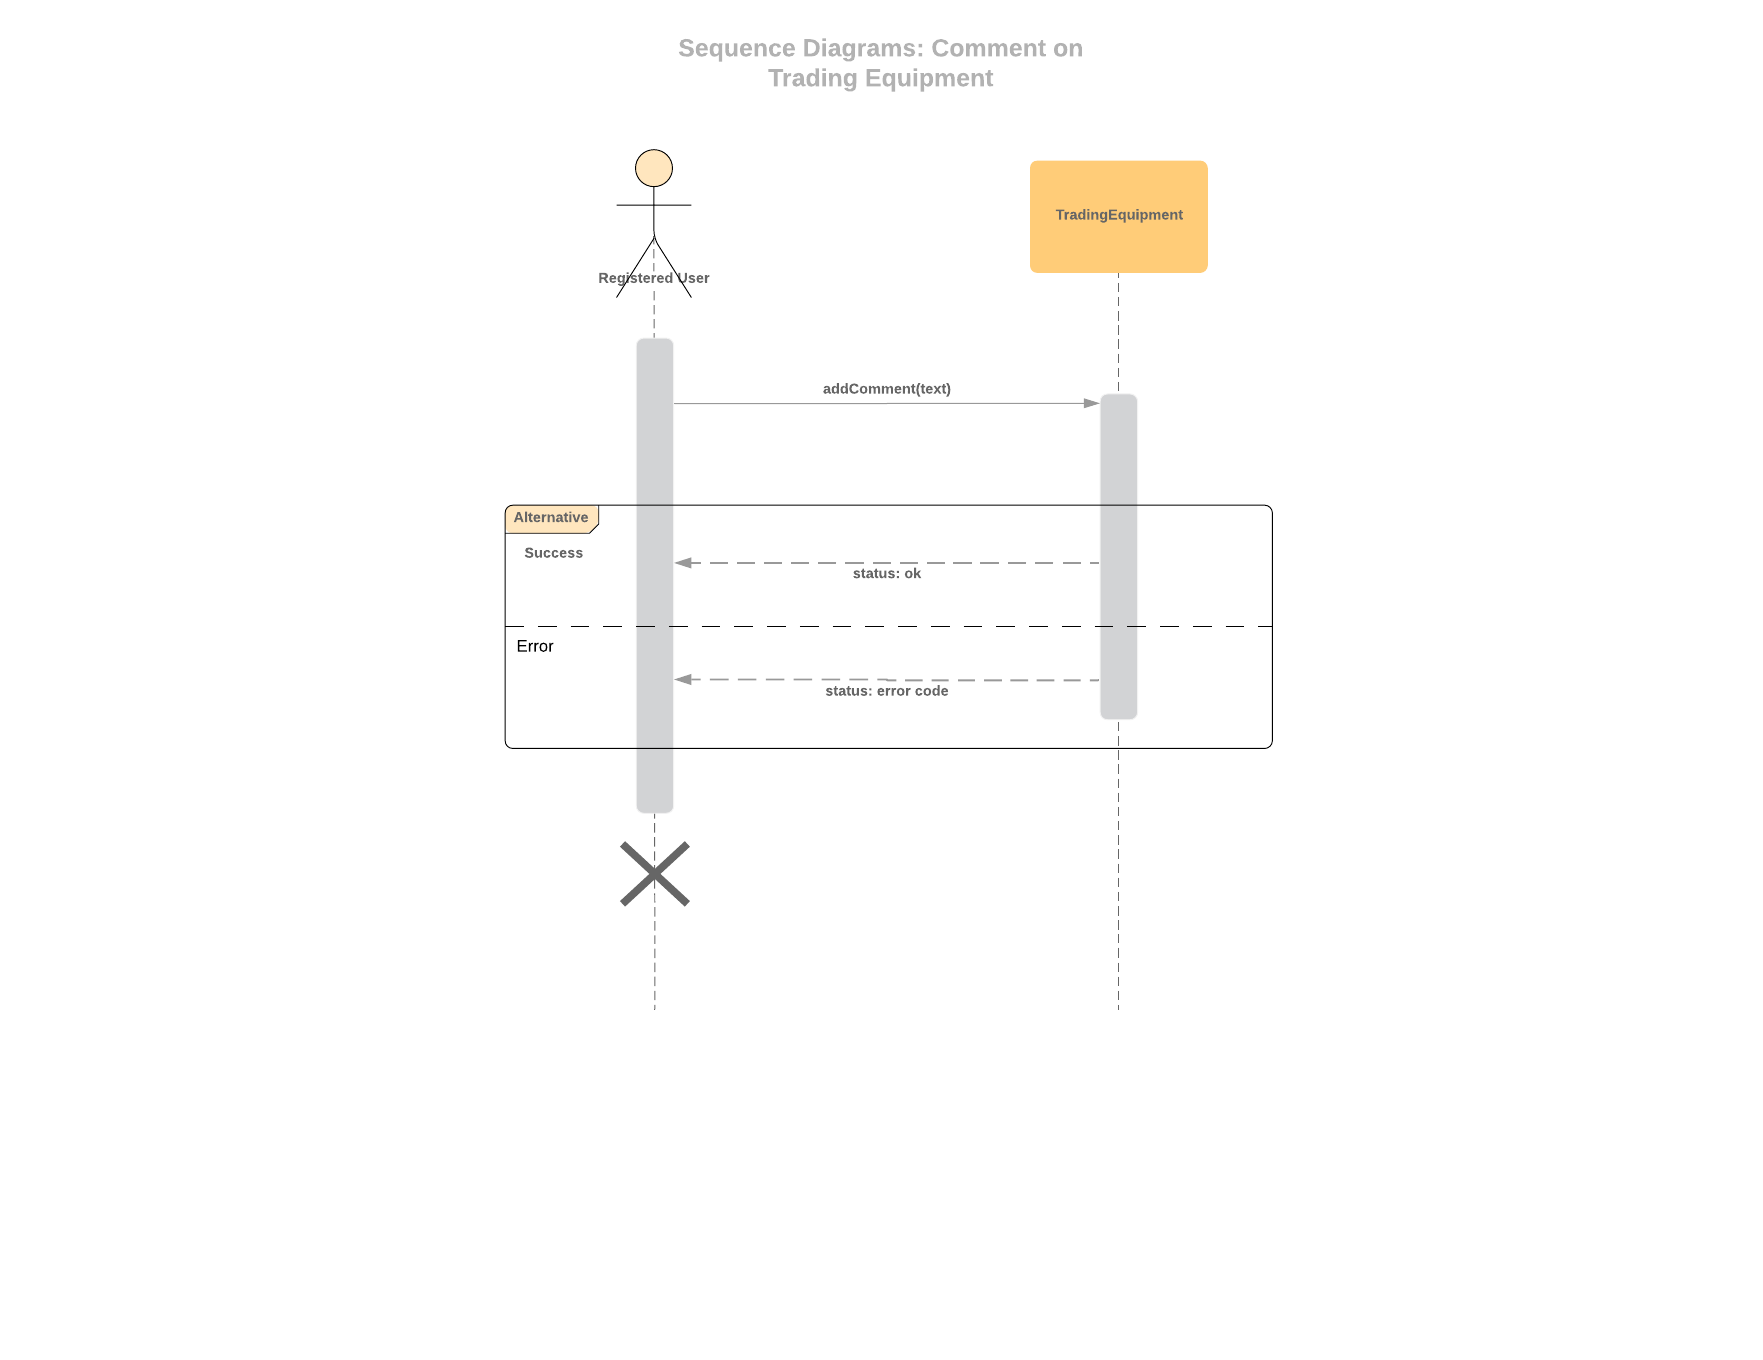 Sequence Diagrams: Comment on
Trading Equipment
TradingEquipment
Registered User
addComment(text)
Alternative
Success
status: ok
Error
status: error code